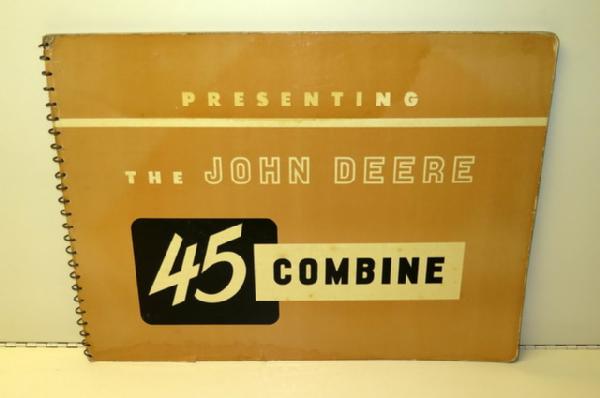 PRESENTING
THE JOHN DEERE
45 COMBINE